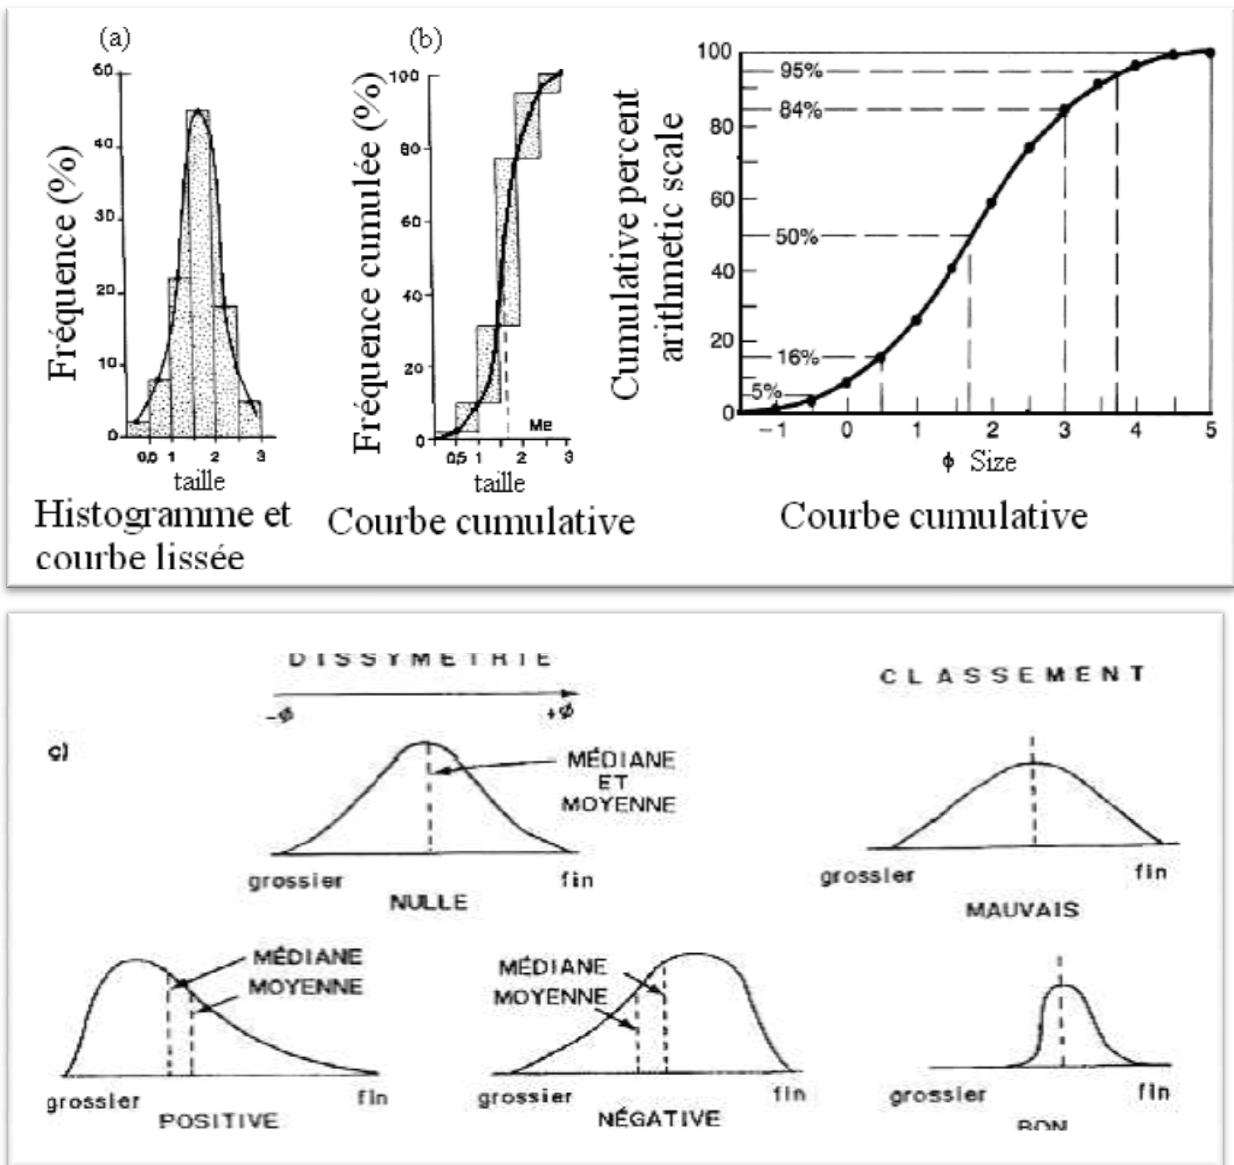 (a)
Fréquence (%)
60
50
40
30
20
10
0
0,5 1 2 3
taille
Histogramme et
courbe lissée
(b)
Fréquence cumulée (%)
100
80
60
40
20
0
Me
0,5 1 2 3
taille
Courbe cumulative
Cumulative percent
arithmetic scale
100
80
60
40
20
0
95%
84%
50%
16%
5%
-1 0 1 2 3 4 5
ϕ Size
Courbe cumulative
DISSYMETRIE
-Ø +Ø
c)
MÉDIANE
ET
MOYENNE
grossier fin
NULLE
CLASSEMENT
grossier fin
MAUVAIS
MÉDIANE
MOYENNE
grossier fin
POSITIVE
MÉDIANE
MOYENNE
grossier fin
NÉGATIVE
grossier fin
BON